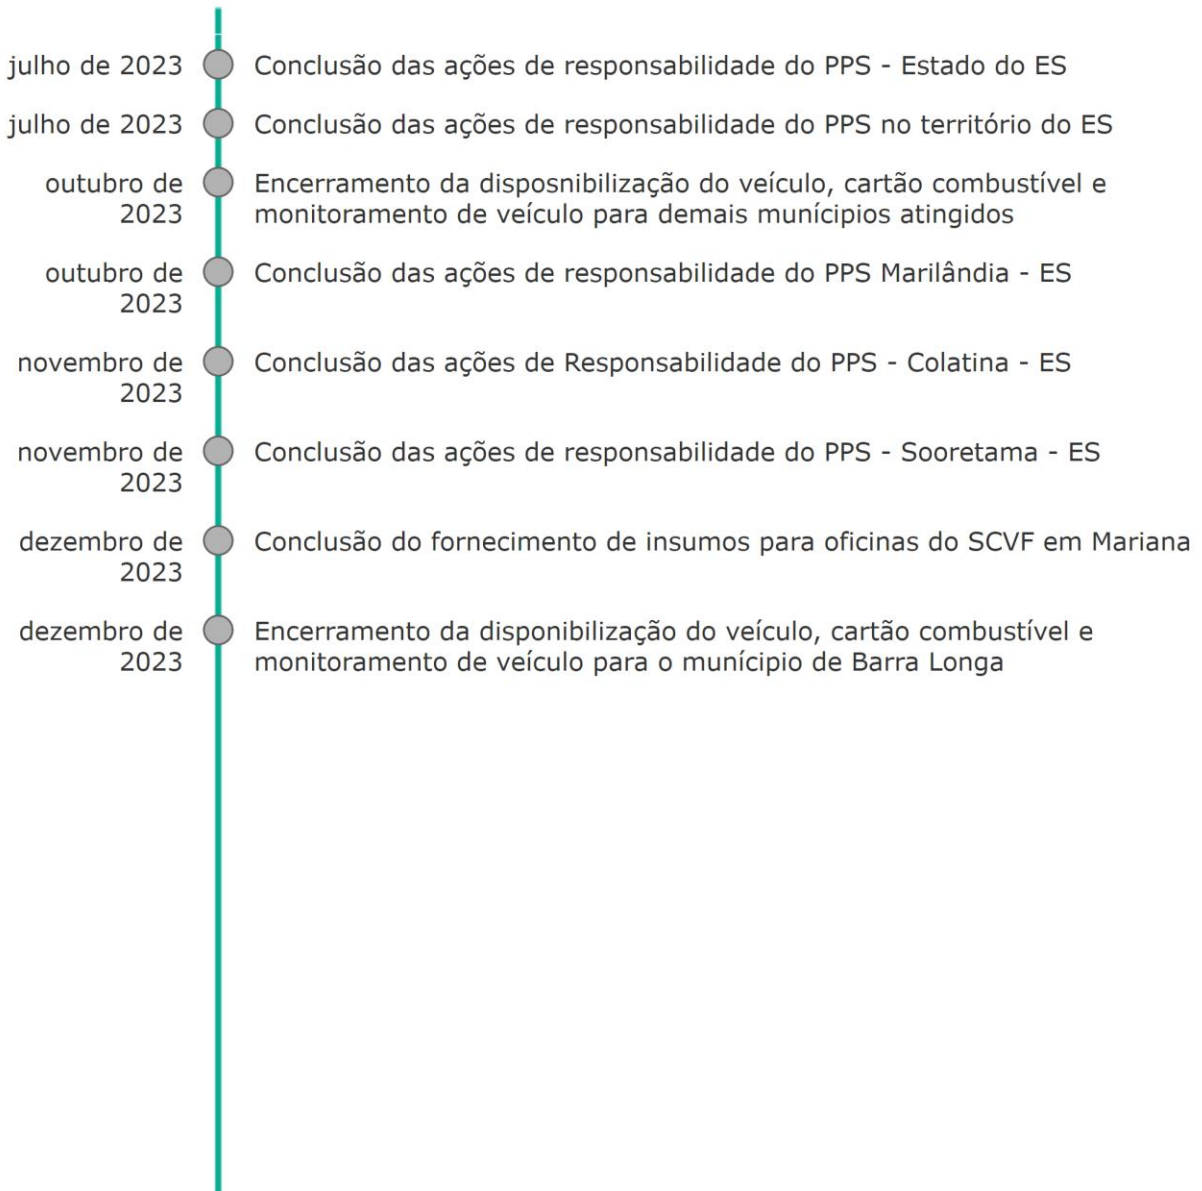 julho de 2023 Conclusão das ações de responsabilidade do PPS - Estado do ES
julho de 2023 Conclusão das ações de responsabilidade do PPS no território do ES
outubro de 2023 Encerramento da disposnibilização do veículo, cartão combustível e
monitoramento de veículo para demais munícipios atingidos
outubro de 2023 Conclusão das ações de responsabilidade do PPS Marilândia - ES
novembro de 2023 Conclusão das ações de Responsabilidade do PPS - Colatina - ES
novembro de 2023 Conclusão das ações de responsabilidade do PPS - Sooretama - ES
dezembro de 2023 Conclusão do fornecimento de insumos para oficinas do SCVF em Mariana
dezembro de 2023 Encerramento da disponibilização do veículo, cartão combustível e
monitoramento de veículo para o munícipio de Barra Longa